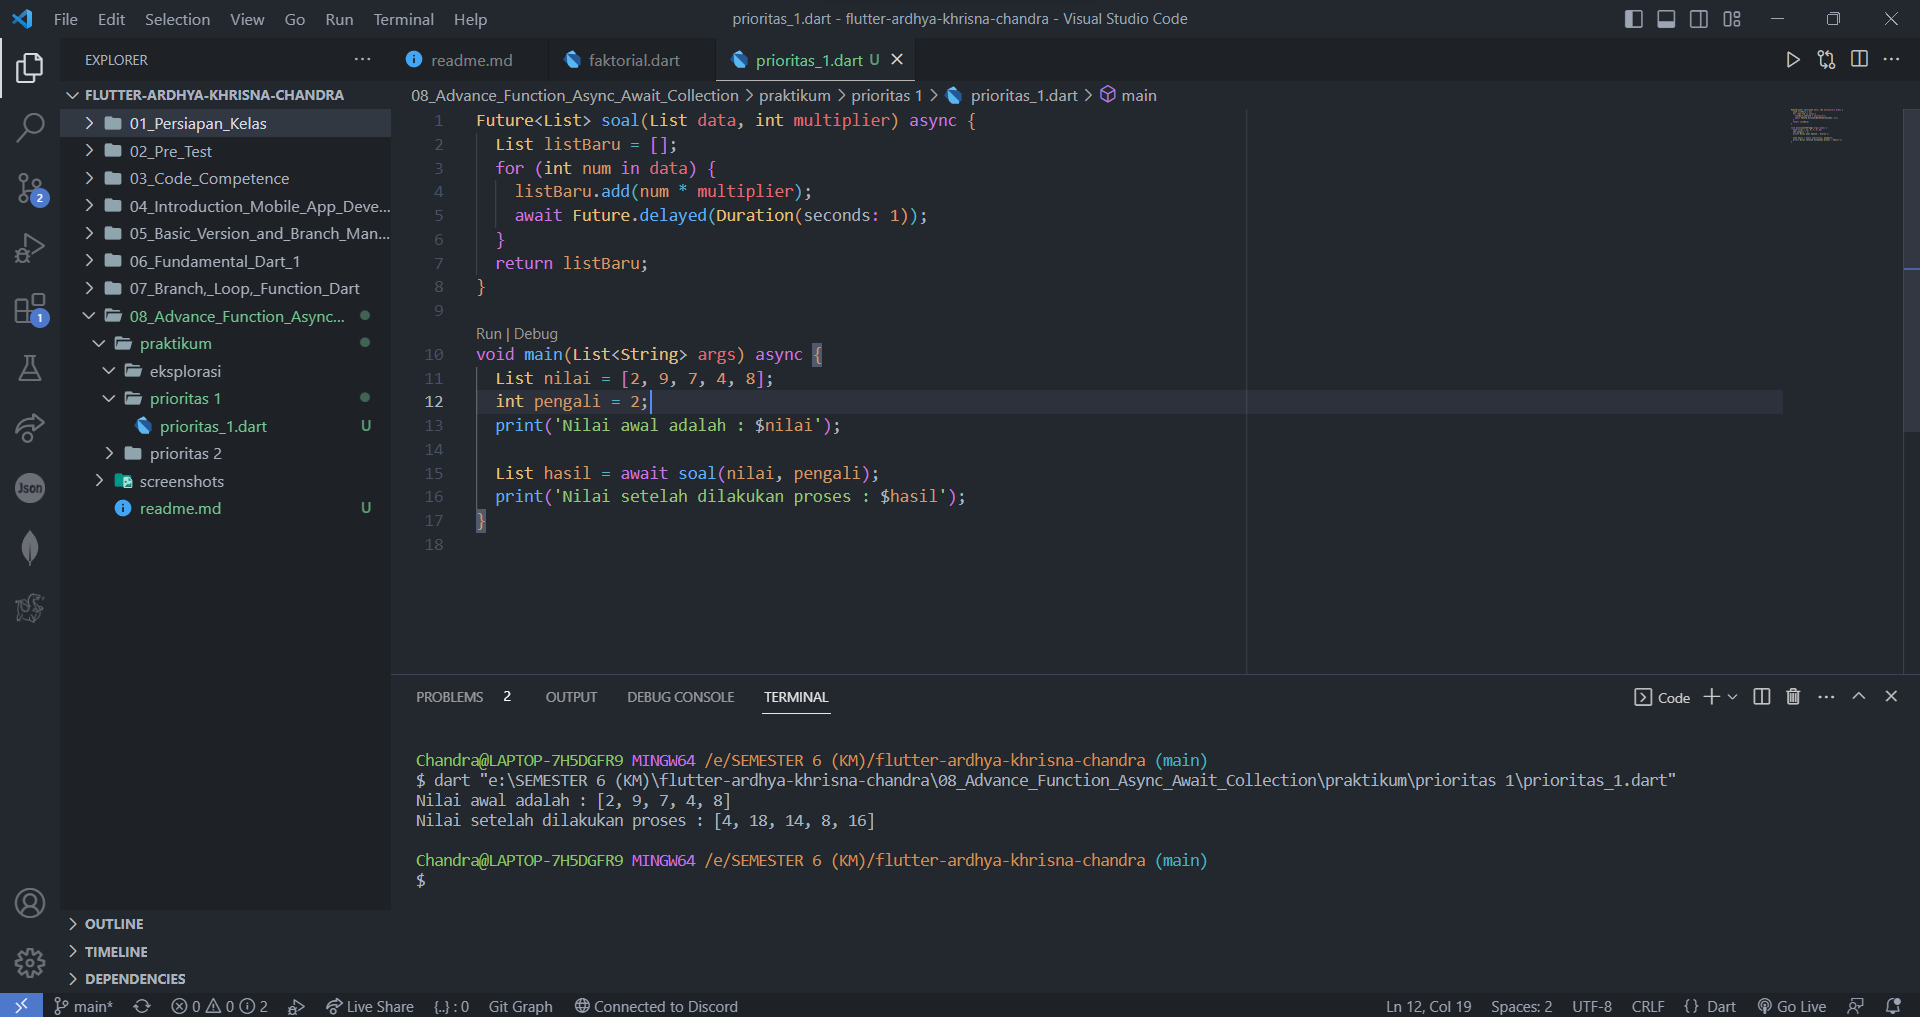 File Edit Selection View Go Run Terminal Help
prioritas_1.dart - flutter-ardhya-khrisna-chandra - Visual Studio Code
EXPLORER
FLUTTER-ARDHYA-KHRISNA-CHANDRA
01_Persiapan_Kelas
02_Pre_Test
03_Code_Competence
04_Introduction_Mobile_App_Deve...
05_Basic_Version_and_Branch_Man...
06_Fundamental_Dart_1
07_Branch,_Loop,_Function_Dart
08_Advance_Function_Async...
praktikum
eksplorasi
prioritas 1
prioritas_1.dart U
prioritas 2
screenshots
readme.md U
OUTLINE
TIMELINE
DEPENDENCIES
2
1
Json
readme.md faktorial.dart prioritas_1.dart U
08_Advance_Function_Async_Await_Collection > praktikum > prioritas 1 > prioritas_1.dart > main
1 Future<List> soal(List data, int multiplier) async {
2 List listBaru = [];
3 for (int num in data) {
4 listBaru.add(num * multiplier);
5 await Future.delayed(Duration(seconds: 1));
6 }
7 return listBaru;
8 }
9
Run | Debug
10 void main(List<String> args) async {
11 List nilai = [2, 9, 7, 4, 8];
12 int pengali = 2;
13 print('Nilai awal adalah : $nilai');
14
15 List hasil = await soal(nilai, pengali);
16 print('Nilai setelah dilakukan proses : $hasil');
17 }
18
PROBLEMS 2 OUTPUT DEBUG CONSOLE TERMINAL
Code
Chandra@LAPTOP-7H5DGFR9 MINGW64 /e/SEMESTER 6 (KM)/flutter-ardhya-khrisna-chandra (main)
$ dart "e:\SEMESTER 6 (KM)\flutter-ardhya-khrisna-chandra\08_Advance_Function_Async_Await_Collection\praktikum\prioritas 1\prioritas_1.dart"
Nilai awal adalah : [2, 9, 7, 4, 8]
Nilai setelah dilakukan proses : [4, 18, 14, 8, 16]
Chandra@LAPTOP-7H5DGFR9 MINGW64 /e/SEMESTER 6 (KM)/flutter-ardhya-khrisna-chandra (main)
$
main* 0 0 2 Live Share {..} : 0 Git Graph Connected to Discord Ln 12, Col 19 Spaces: 2 UTF-8 CRLF {} Dart Go Live